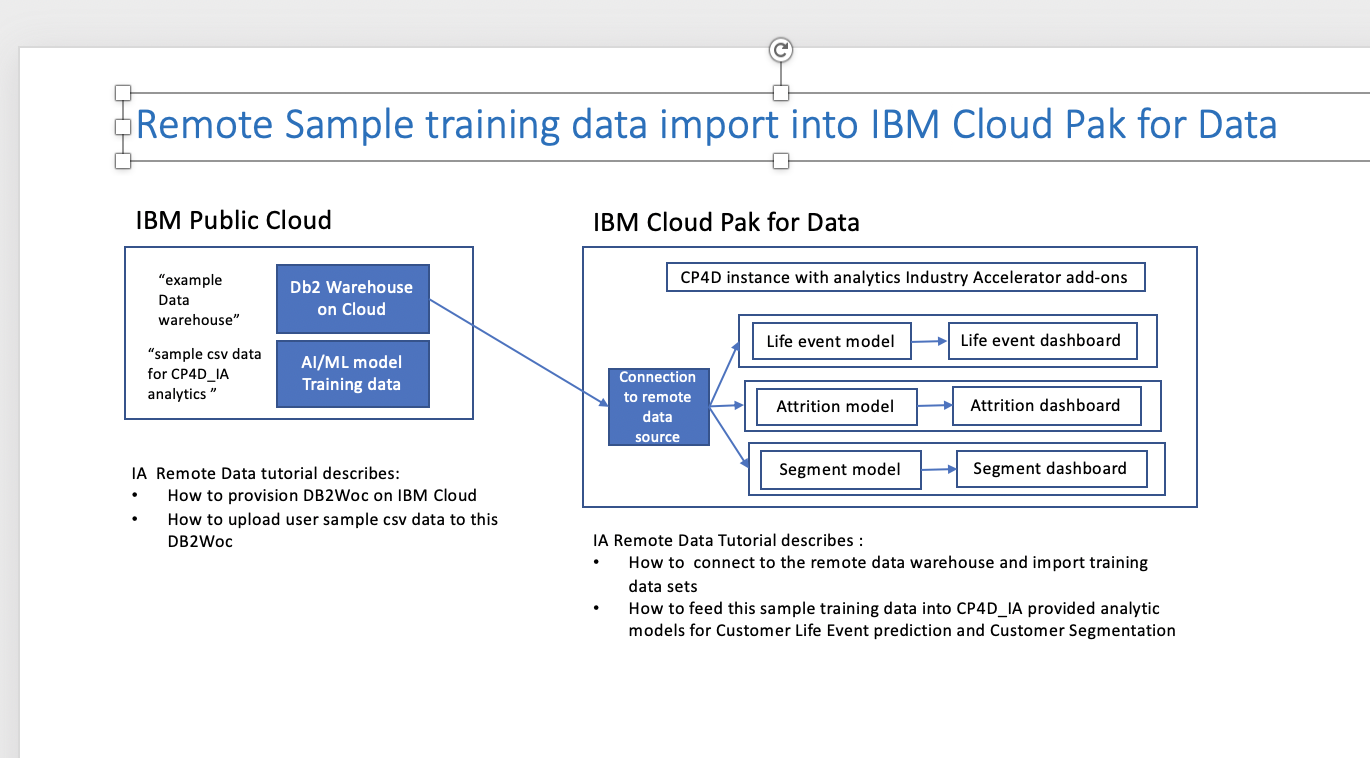 Remote Sample training data import into IBM Cloud Pak for Data
IBM Public Cloud
“example
Data
warehouse”
Db2 Warehouse
on Cloud
“sample csv data
for CP4D_IA
analytics ”
AI/ML model
Training data
IA  Remote Data tutorial describes:
• How to provision DB2Woc on IBM Cloud
• How to upload user sample csv data to this
DB2Woc
IBM Cloud Pak for Data
CP4D instance with analytics Industry Accelerator add-ons
Connection
to remote
data
source
Life event model
Life event dashboard
Attrition model
Attrition dashboard
Segment model
Segment dashboard
IA Remote Data Tutorial describes :
• How to  connect to the remote data warehouse and import training
data sets
• How to feed this sample training data into CP4D_IA provided analytic
models for Customer Life Event prediction and Customer Segmentation